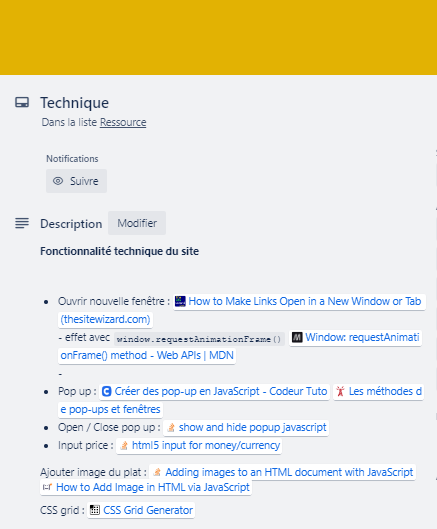 Technique
Dans la liste Ressource
Notifications
Suivre
Description Modifier
Fonctionnalité technique du site
• Ouvrir nouvelle fenêtre : How to Make Links Open in a New Window or Tab
(thesitewizard.com)
- effet avec window.requestAnimationFrame() Window: requestAnimati
onFrame() method - Web APIs | MDN
-
• Pop up : Créer des pop-up en JavaScript - Codeur Tuto Les méthodes d
e pop-ups et fenêtres
• Open / Close pop up : show and hide popup javascript
• Input price : html5 input for money/currency
Ajouter image du plat : Adding images to an HTML document with JavaScript
How to Add Image in HTML via JavaScript
CSS grid : CSS Grid Generator